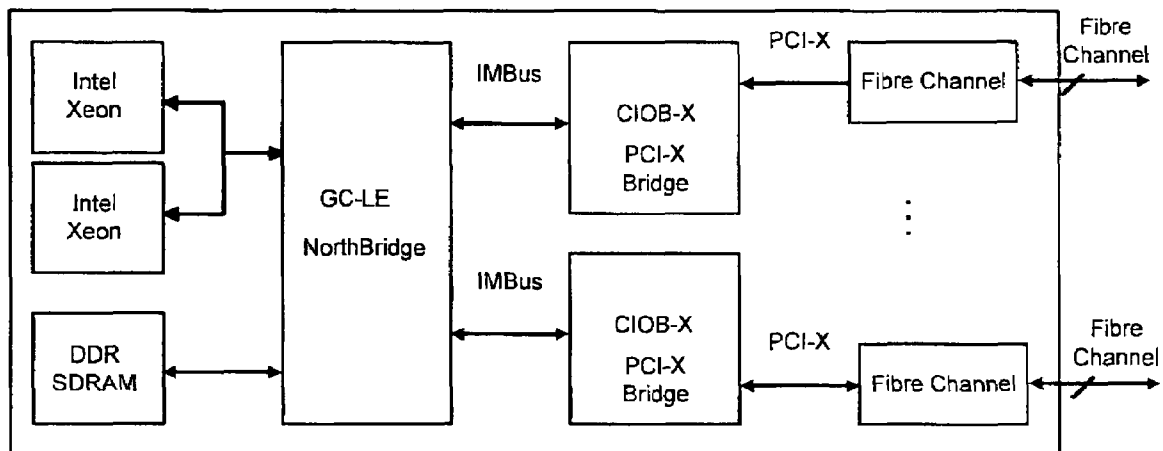 Intel
Xeon
Intel
Xeon
DDR
SDRAM
GC-LE
NorthBridge
IMBus
IMBus
CIOB-X
PCI-X
Bridge
CIOB-X
PCI-X
Bridge
PCI-X
PCI-X
Fibre Channel
Fibre Channel
Fibre
Channel
Fibre
Channel